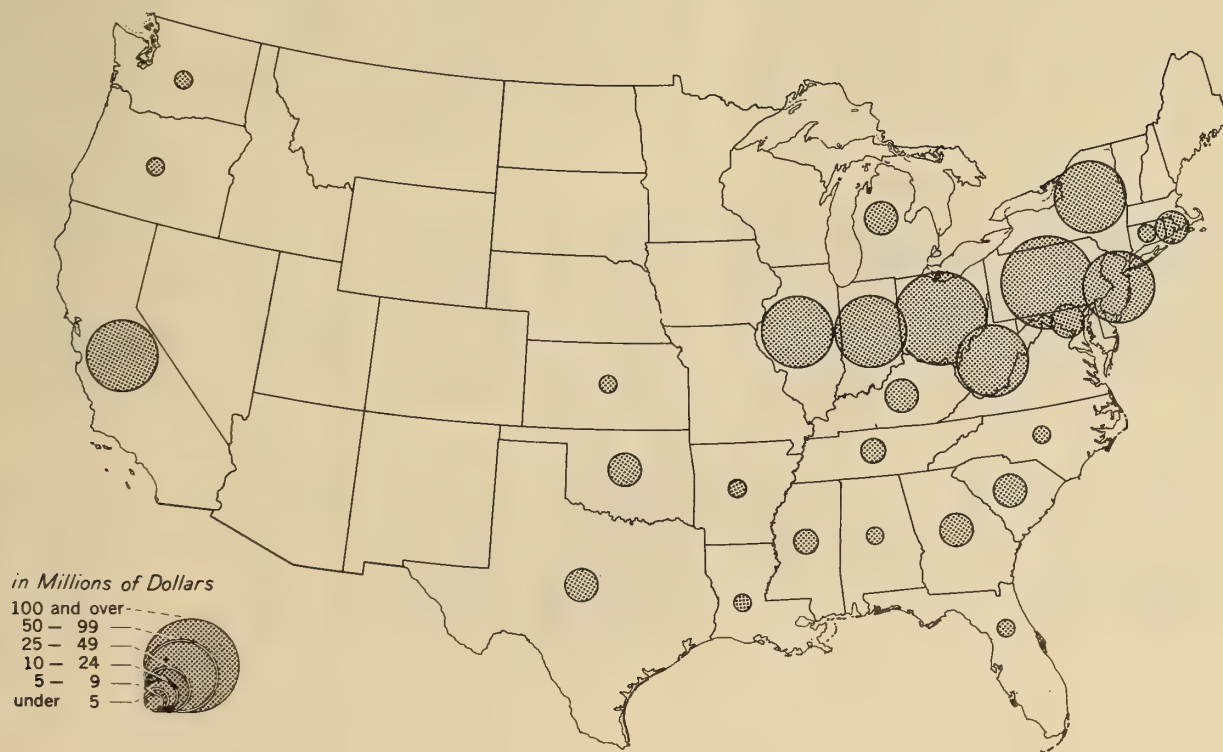 in Millions of Dollars
100 and over
50 – 99
25 – 49
10 – 24
5 – 9
under 5